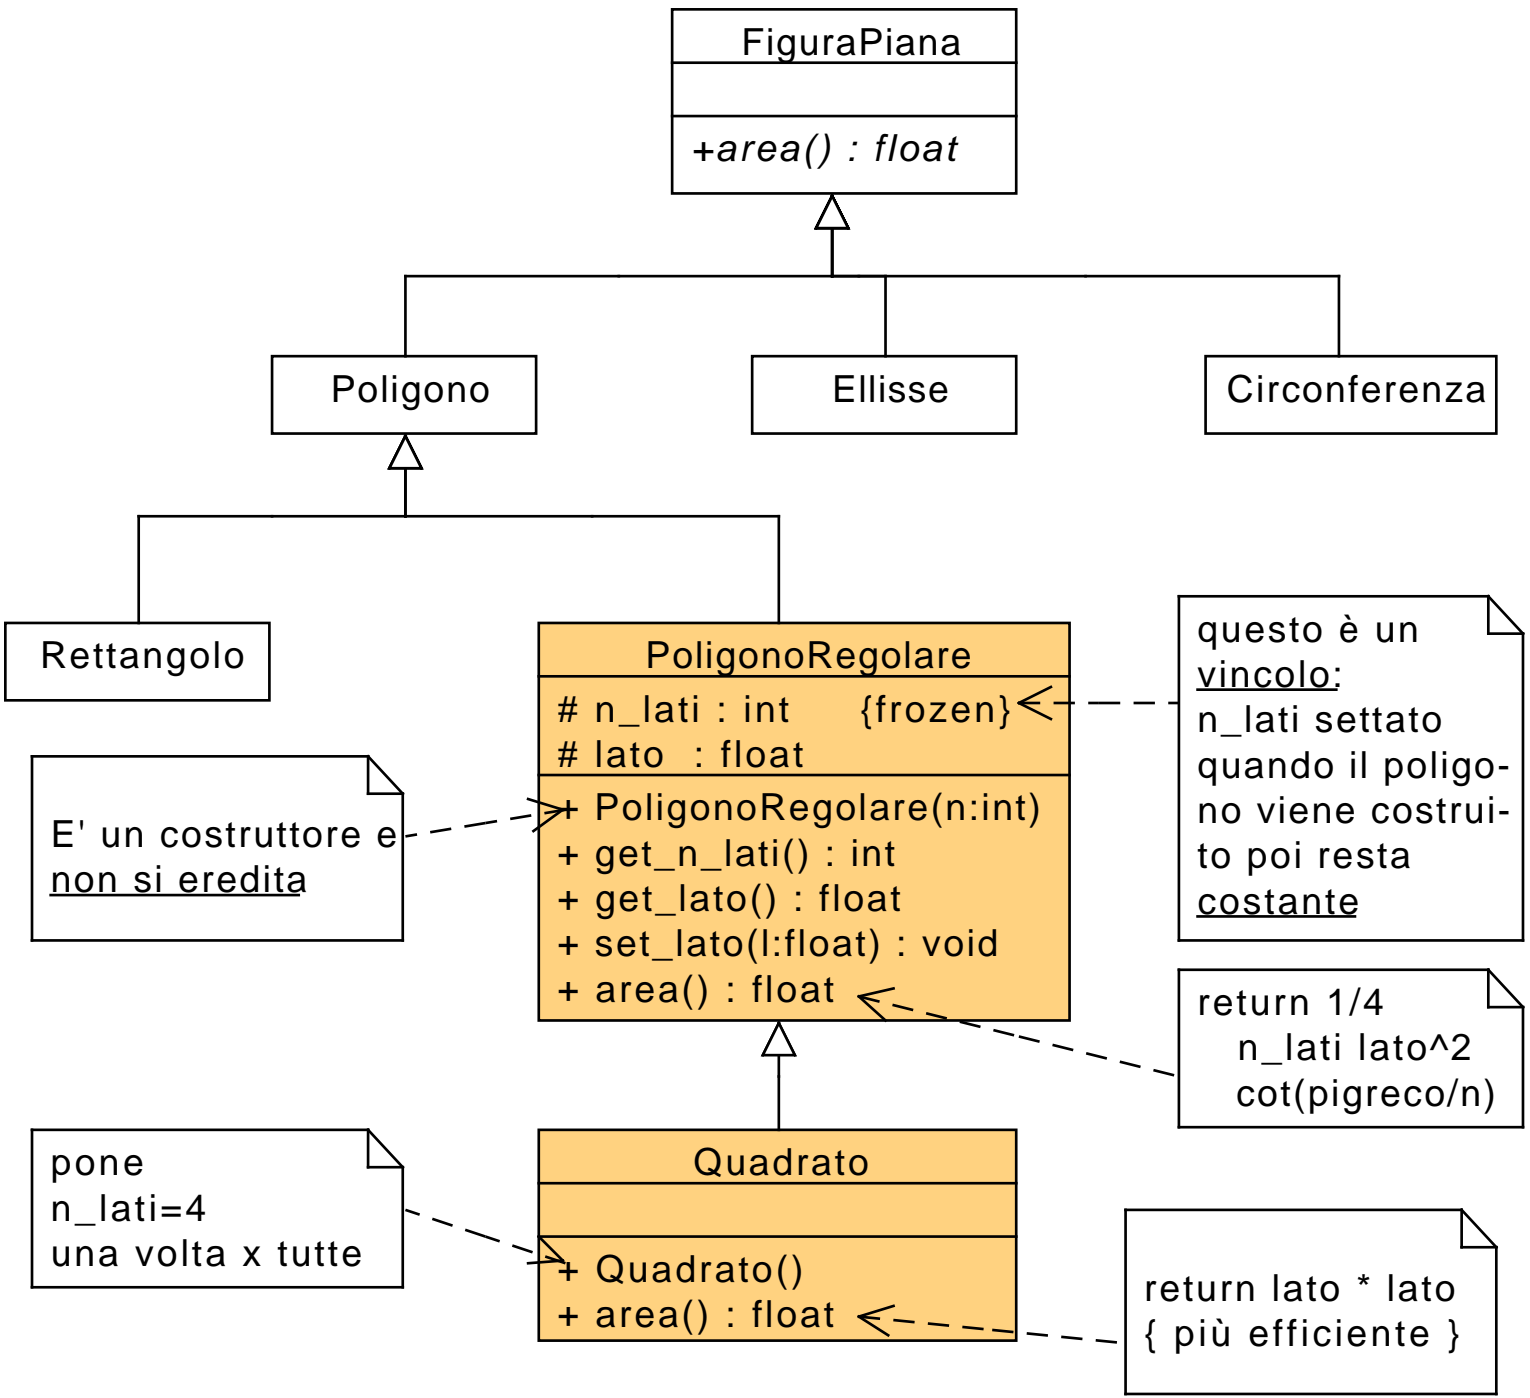 FiguraPiana
+area() : float
Poligono
Ellisse
Circonferenza
Rettangolo
PoligonoRegolare
# n_lati : int {frozen}
# lato : float
+ PoligonoRegolare(n:int)
+ get_n_lati() : int
+ get_lato() : float
+ set_lato(l:float) : void
+ area() : float
questo è un
vincolo:
n_lati settato
quando il poligo-
no viene costrui-
to poi resta
costante
E' un costruttore e
non si eredita
return 1/4
n_lati lato^2
cot(pigreco/n)
pone
n_lati=4
una volta x tutte
Quadrato
+ Quadrato()
+ area() : float
return lato * lato
{ più efficiente }